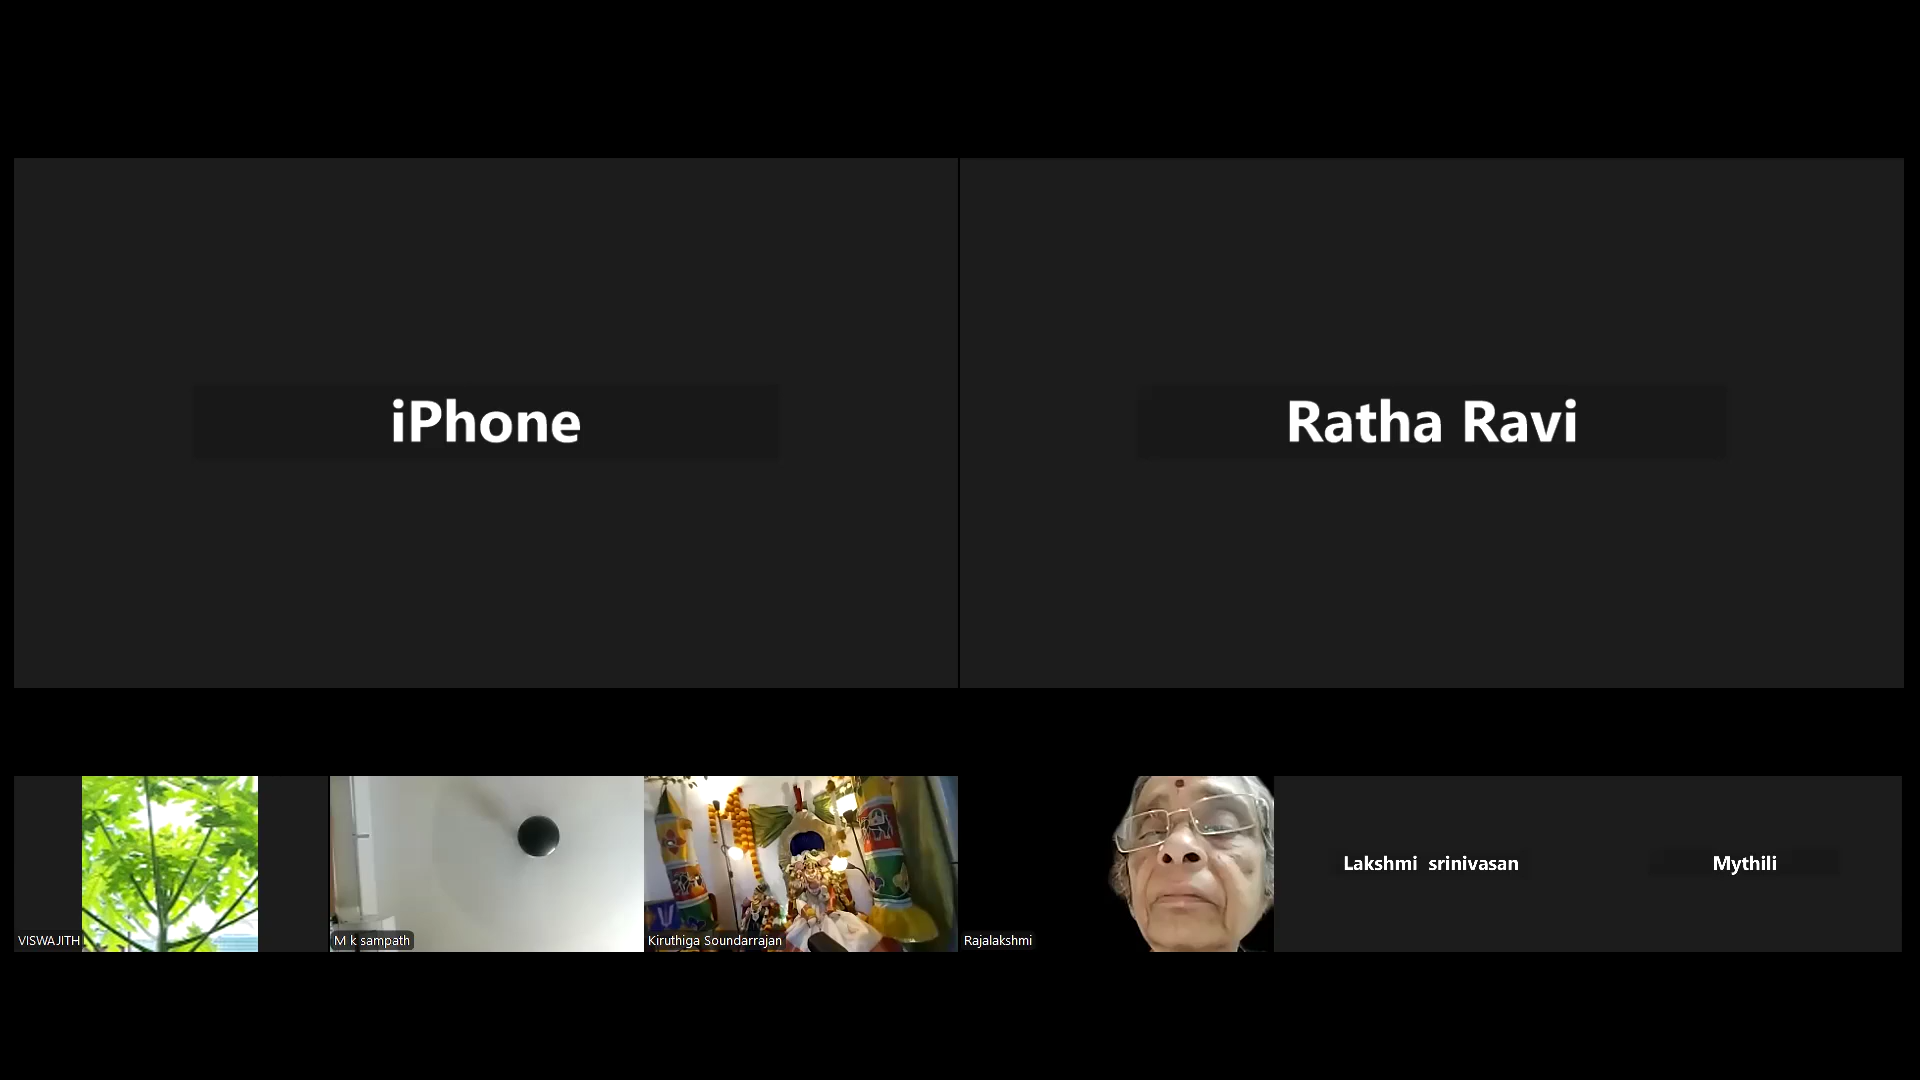 iPhone
Ratha Ravi
VISWAJITH
M k sampath
Kiruthiga Soundarrajan
Rajalakshmi
Lakshmi srinivasan
Mythili